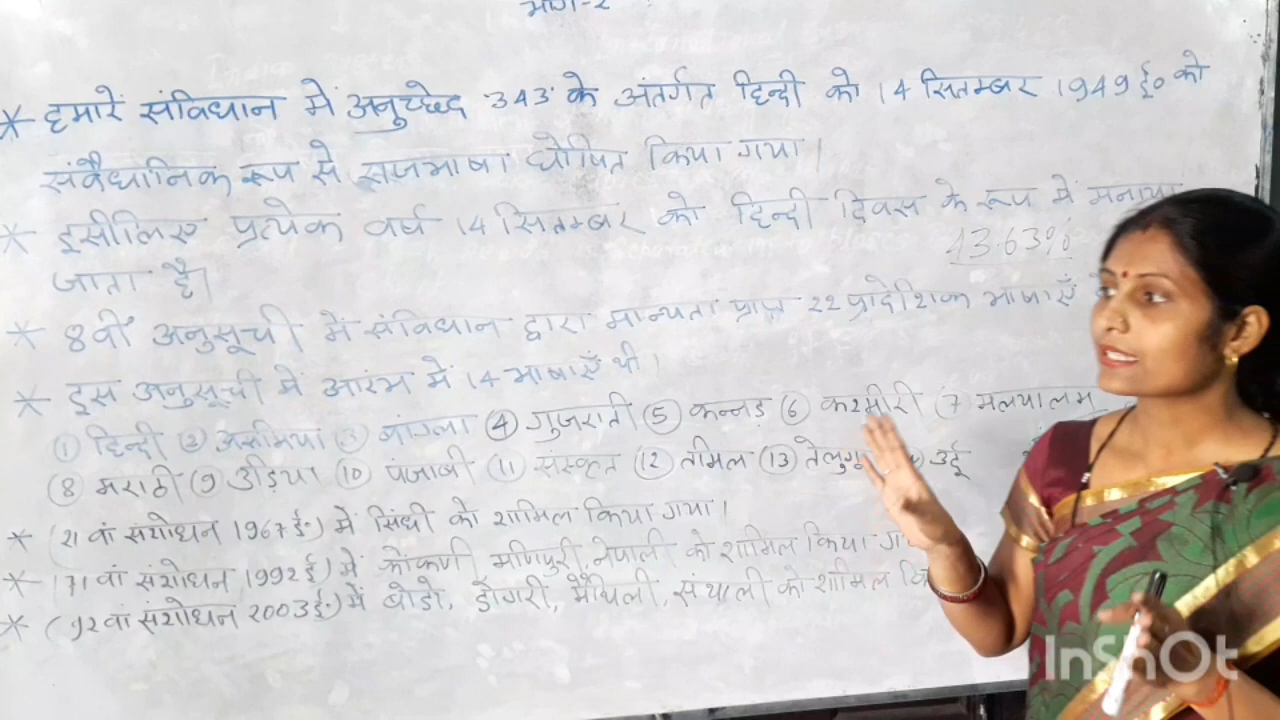 भाग-2
* हमारे संविधान में अनुच्छेद '343' के अंतर्गत हिन्दी को 14 सितम्बर 1949 ई० को
संवैधानिक रूप से राजभाषा घोषित किया गया।
* इसीलिए प्रत्येक वर्ष 14 सितम्बर को हिन्दी दिवस के रूप में मनाया
43.63%
जाता है।
* 8वीं अनुसूची में संविधान द्वारा मान्यता प्राप्त 22 प्रादेशिक भाषाएँ
* इस अनुसूची में आरंभ में 14 भाषाएँ थी।
① हिन्दी ② असमिया ③ बांग्ला ④ गुजराती ⑤ कन्नड़ ⑥ कश्मीरी ⑦ मलयालम
⑧ मराठी ⑨ उड़िया ⑩ पंजाबी ⑪ संस्कृत ⑫ तमिल ⑬ तेलुगू उर्दू
* (21 वां संशोधन 1967 ई०) में सिंधी को शामिल किया गया।
* (71 वां संशोधन 1992 ई) में कोंकणी, मणिपुरी, नेपाली को शामिल किया
* (92 वां संशोधन 2003 ई०) में बोडो, डोगरी, मैथिली, संथाली को शामिल
InShOt